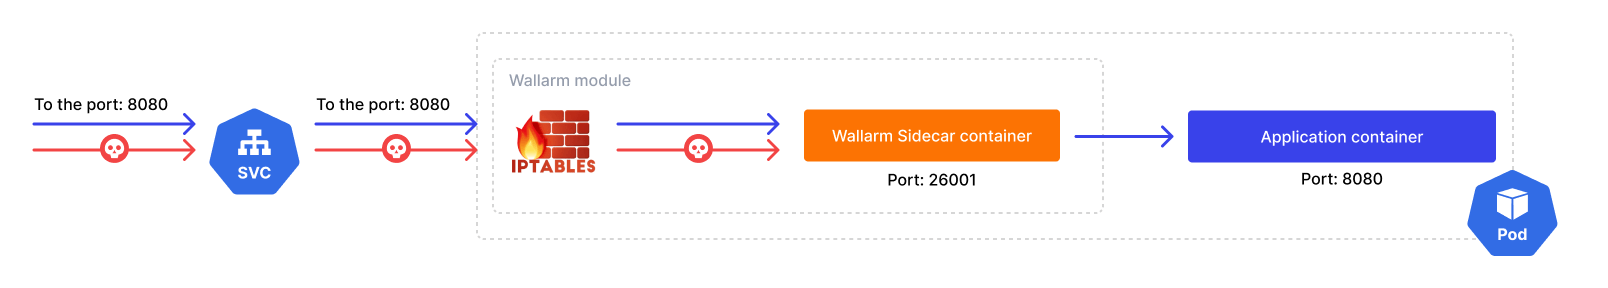 Wallarm module
To the port: 8080
To the port: 8080
SVC
IPTABLES
Wallarm Sidecar container
Port: 26001
Application container
Port: 8080
Pod